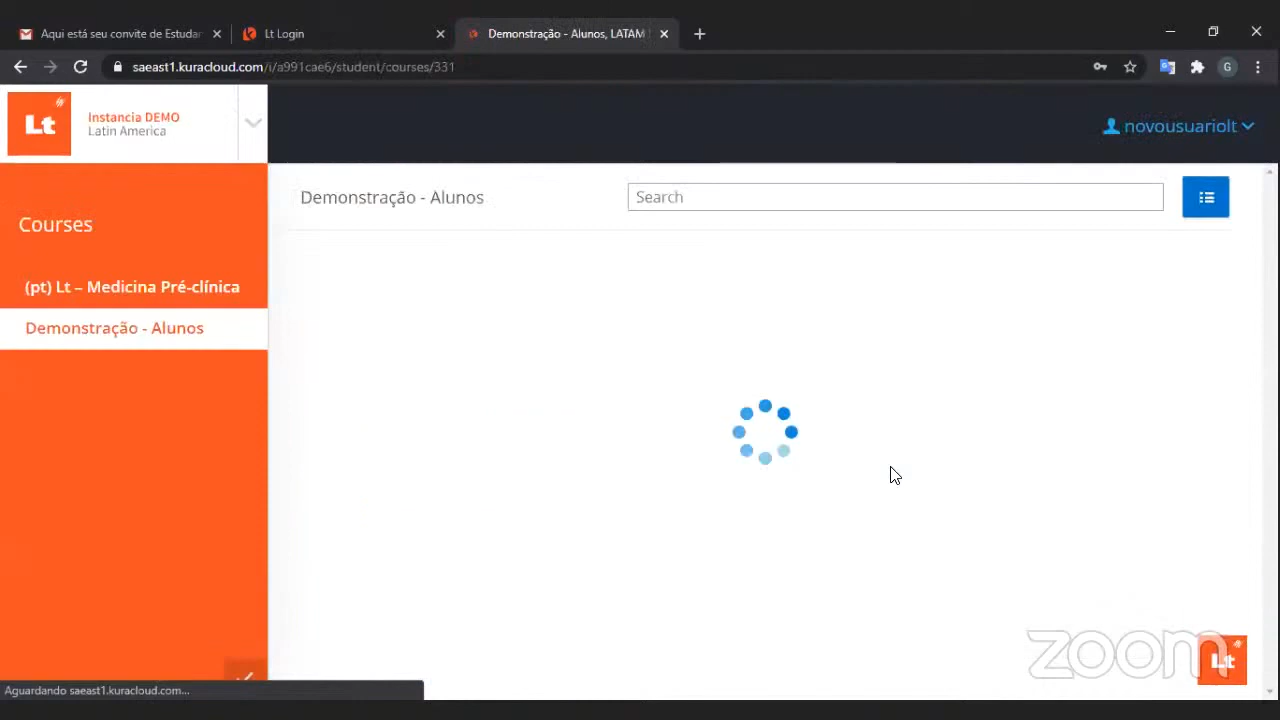 Aqui está seu convite de Estudar
Lt Login
Demonstração - Alunos, LATAM
saeast1.kuracloud.com/i/a991cae6/student/courses/331
G
Lt
Instancia DEMO
Latin America
novousuariolt
Demonstração - Alunos
Search
Courses
(pt) Lt – Medicina Pré-clínica
Demonstração - Alunos
zoom
Lt
Aguardando saeast1.kuracloud.com...